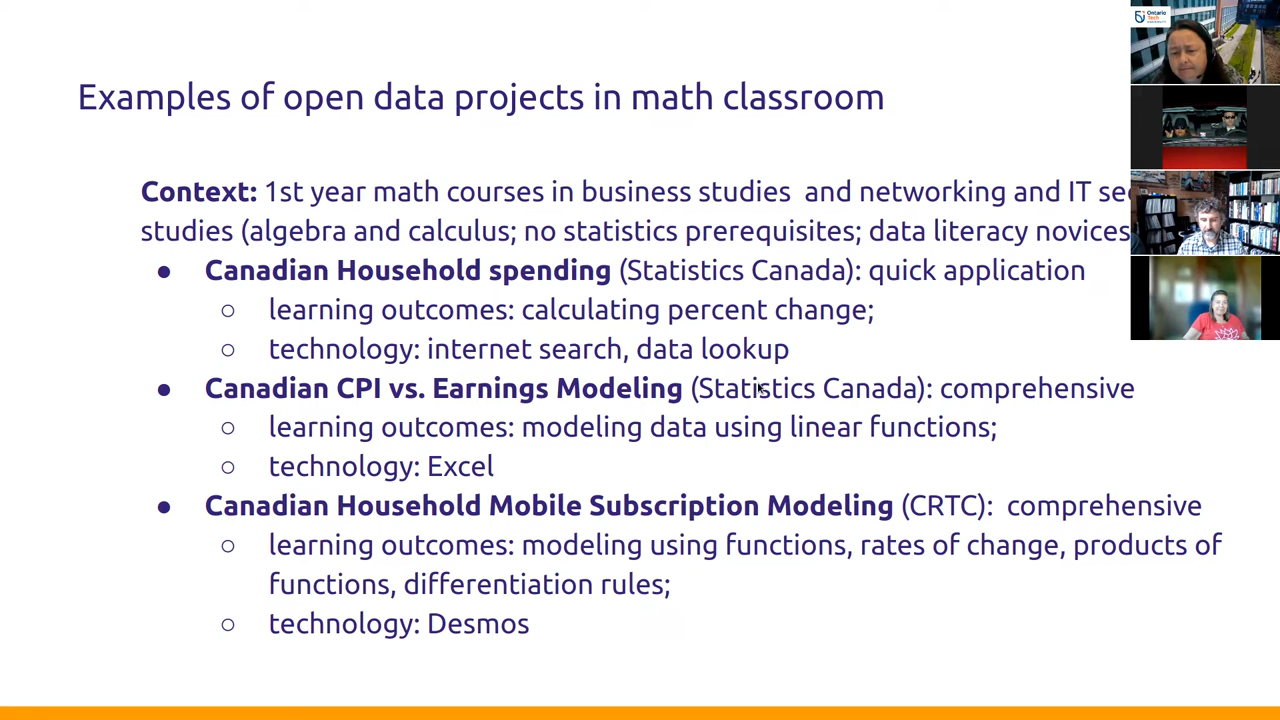 Examples of open data projects in math classroom
Context: 1st year math courses in business studies and networking and IT
studies (algebra and calculus; no statistics prerequisites; data literacy novices
● Canadian Household spending (Statistics Canada): quick application
○ learning outcomes: calculating percent change;
○ technology: internet search, data lookup
● Canadian CPI vs. Earnings Modeling (Statistics Canada): comprehensive
○ learning outcomes: modeling data using linear functions;
○ technology: Excel
● Canadian Household Mobile Subscription Modeling (CRTC): comprehensive
○ learning outcomes: modeling using functions, rates of change, products of
functions, differentiation rules;
○ technology: Desmos
Ontario
Tech